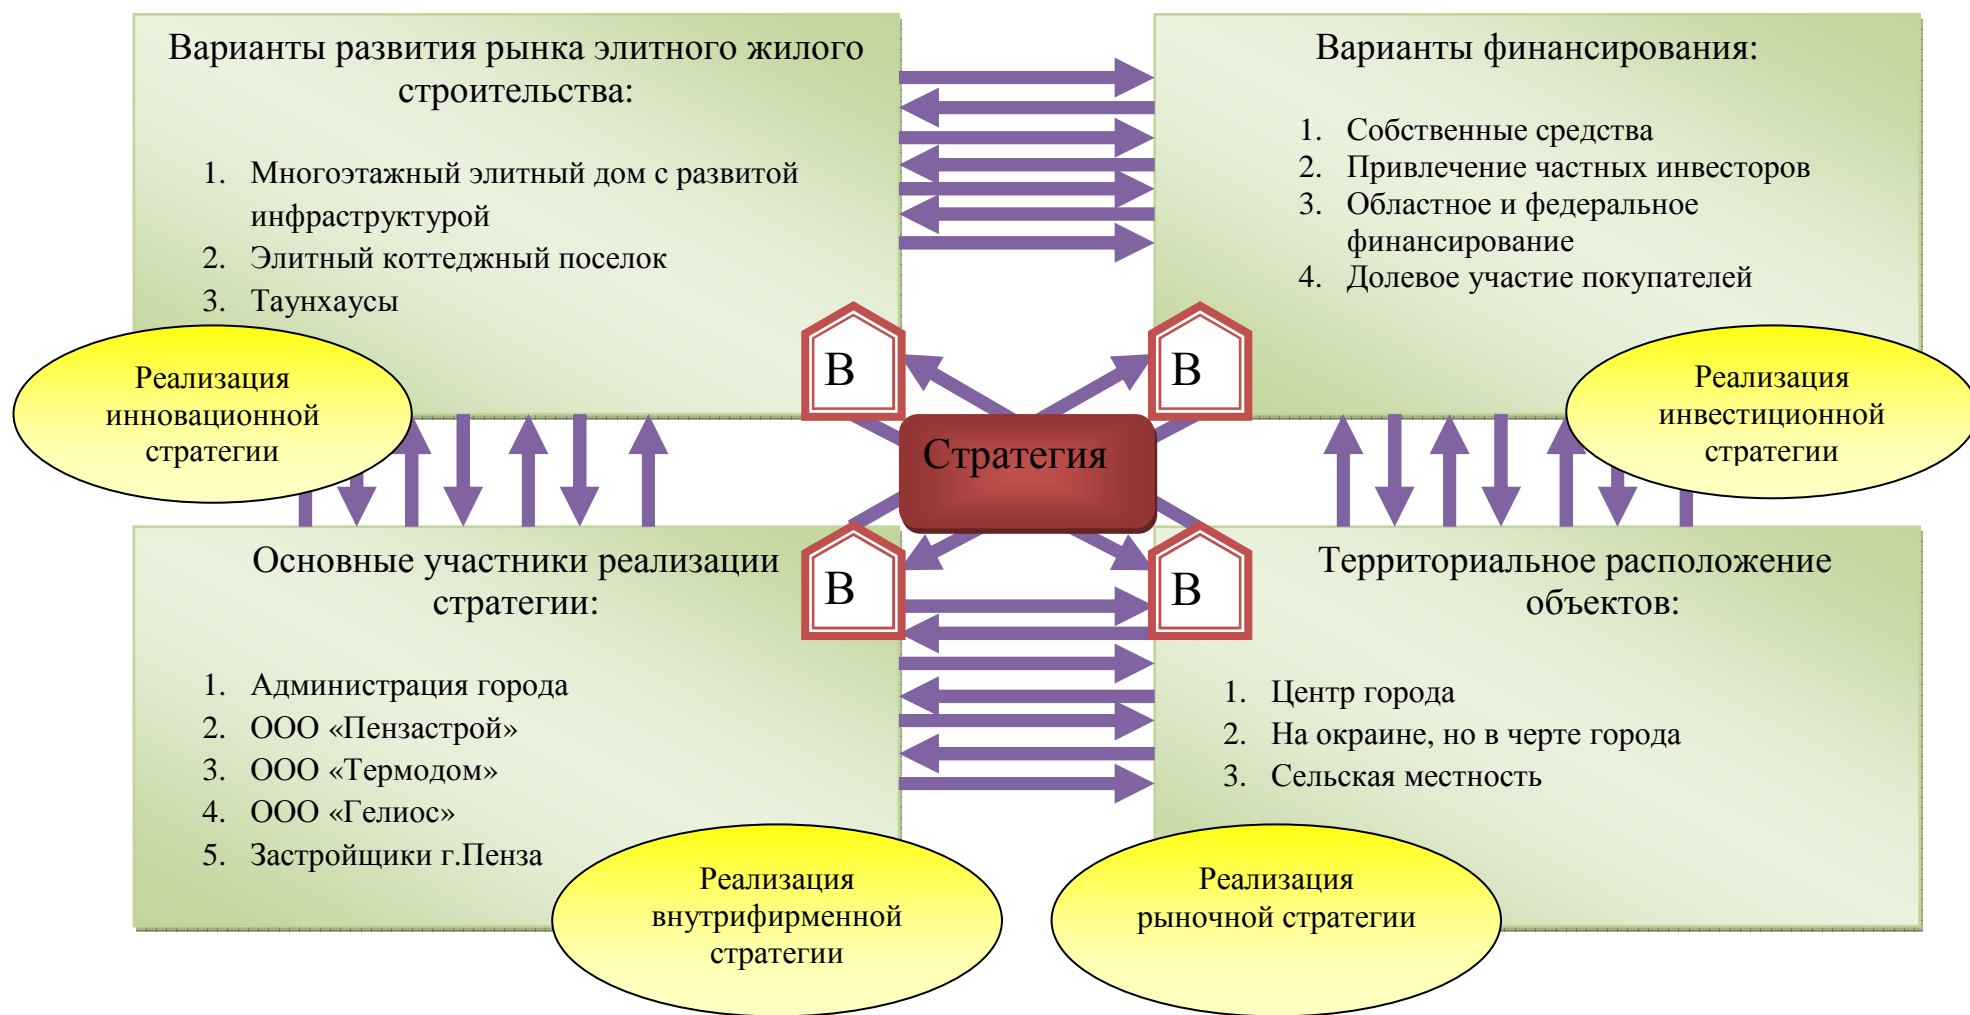 Варианты развития рынка элитного жилого
строительства:
1. Многоэтажный элитный дом с развитой
инфраструктурой
2. Элитный коттеджный поселок
3. Таунхаусы
Варианты финансирования:
1. Собственные средства
2. Привлечение частных инвесторов
3. Областное и федеральное
финансирование
4. Долевое участие покупателей
Реализация
инновационной
стратегии
В
В
Реализация
инвестиционной
стратегии
Стратегия
Основные участники реализации
стратегии:
1. Администрация города
2. ООО «Пензастрой»
3. ООО «Термодом»
4. ООО «Гелиос»
5. Застройщики г.Пенза
В
В
Территориальное расположение
объектов:
1. Центр города
2. На окраине, но в черте города
3. Сельская местность
Реализация
внутрифирменной
стратегии
Реализация
рыночной стратегии